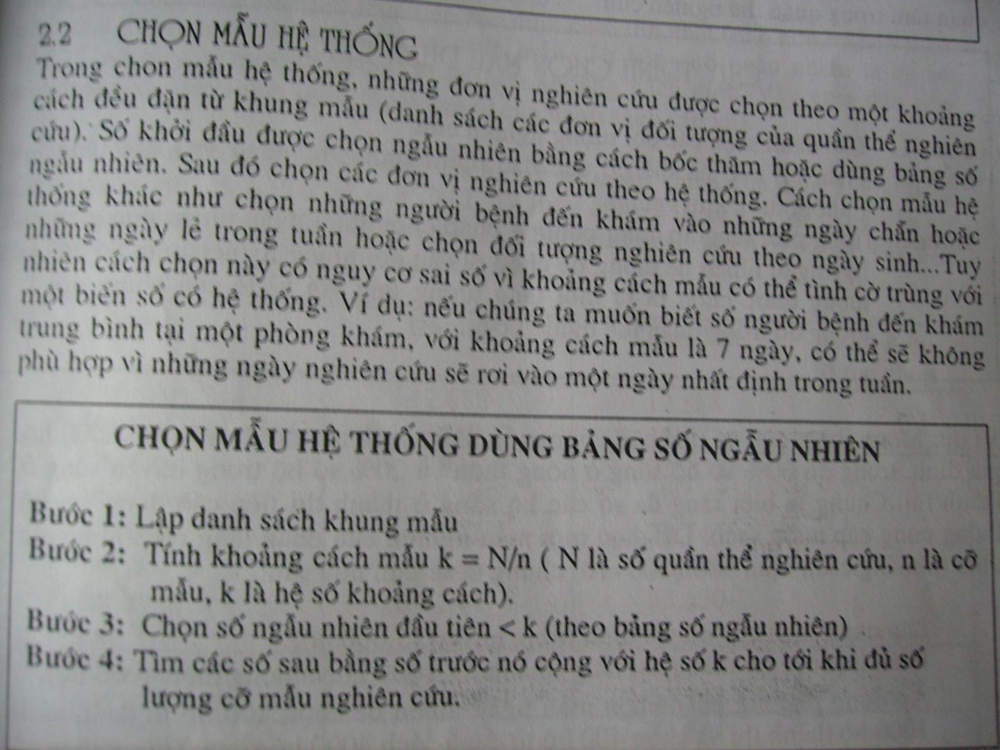 2.2 CHỌN MẪU HỆ THỐNG
Trong chon mẫu hệ thống, những đơn vị nghiên cứu được chọn theo một khoảng
cách đều đặn từ khung mẫu (danh sách các đơn vị đối tượng của quần thể nghiên
cứu). Số khởi đầu được chọn ngẫu nhiên bằng cách bốc thăm hoặc dùng bảng số
ngẫu nhiên. Sau đó chọn các đơn vị nghiên cứu theo hệ thống. Cách chọn mẫu hệ
thống khác như chọn những người bệnh đến khám vào những ngày chẵn hoặc
những ngày lẻ trong tuần hoặc chọn đối tượng nghiên cứu theo ngày sinh...Tuy
nhiên cách chọn này có nguy cơ sai số vì khoảng cách mẫu có thể tình cờ trùng với
một biến số có hệ thống. Ví dụ: nếu chúng ta muốn biết số người bệnh đến khám
trung bình tại một phòng khám, với khoảng cách mẫu là 7 ngày, có thể sẽ không
phù hợp vì những ngày nghiên cứu sẽ rơi vào một ngày nhất định trong tuần.
CHỌN MẪU HỆ THỐNG DÙNG BẢNG SỐ NGẪU NHIÊN
Bước 1: Lập danh sách khung mẫu
Bước 2: Tính khoảng cách mẫu k = N/n ( N là số quần thể nghiên cứu, n là cỡ
mẫu, k là hệ số khoảng cách).
Bước 3: Chọn số ngẫu nhiên đầu tiên < k (theo bảng số ngẫu nhiên)
Bước 4: Tìm các số sau bằng số trước nó cộng với hệ số k cho tới khi đủ số
lượng cỡ mẫu nghiên cứu.